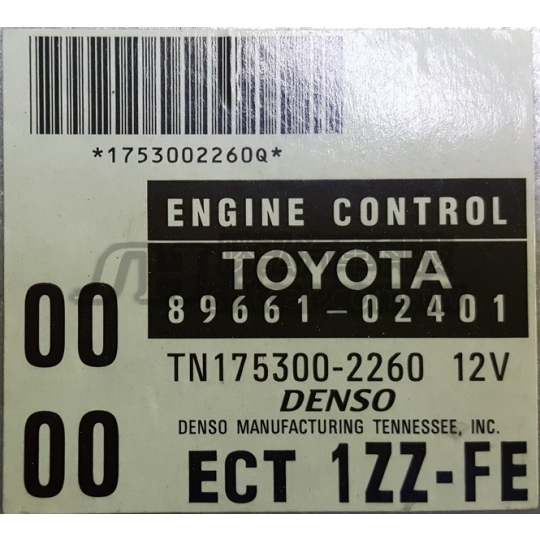 *1753002260Q*
ENGINE CONTROL
TOYOTA
89661-02401
00
TN175300-2260 12V
DENSO
DENSO MANUFACTURING TENNESSEE, INC.
00
ECT 1ZZ-FE